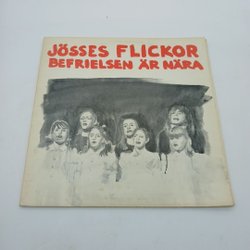 JÖSSES FLICKOR
BEFRIELSEN ÄR NÄRA